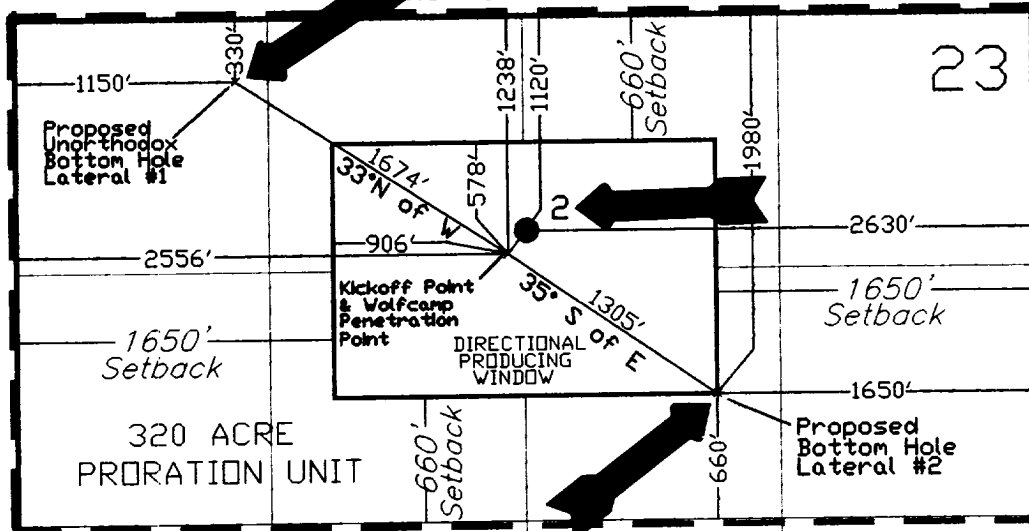 23
330'
1150'
1238'
1120'
660'
Setback
1980'
Proposed
Unorthodox
Bottom Hole
Lateral #1
1674'
33°N of W
578'
2
2630'
906'
2556'
Kickoff Point
& Wolfcamp
Penetration
Point
35° S of E
1305'
1650'
Setback
1650'
Setback
DIRECTIONAL
PRODUCING
WINDOW
1650'
320 ACRE
PRORATION UNIT
660'
Setback
660'
Proposed
Bottom Hole
Lateral #2